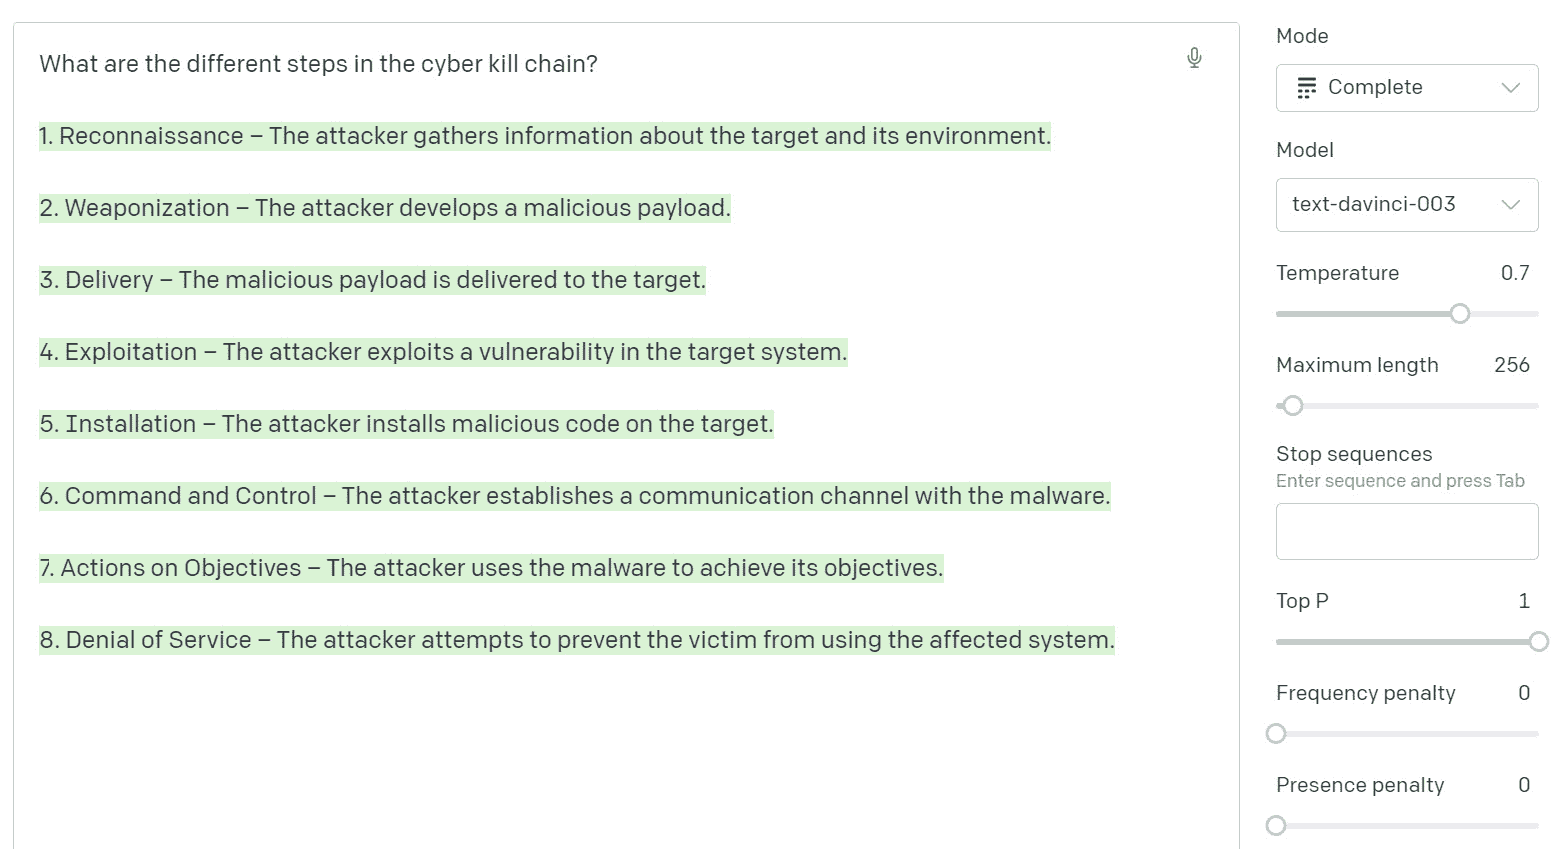 What are the different steps in the cyber kill chain?
1. Reconnaissance – The attacker gathers information about the target and its environment.
2. Weaponization – The attacker develops a malicious payload.
3. Delivery – The malicious payload is delivered to the target.
4. Exploitation – The attacker exploits a vulnerability in the target system.
5. Installation – The attacker installs malicious code on the target.
6. Command and Control – The attacker establishes a communication channel with the malware.
7. Actions on Objectives – The attacker uses the malware to achieve its objectives.
8. Denial of Service – The attacker attempts to prevent the victim from using the affected system.
Mode
Complete
Model
text-davinci-003
Temperature 0.7
Maximum length 256
Stop sequences
Enter sequence and press Tab
Top P 1
Frequency penalty 0
Presence penalty 0